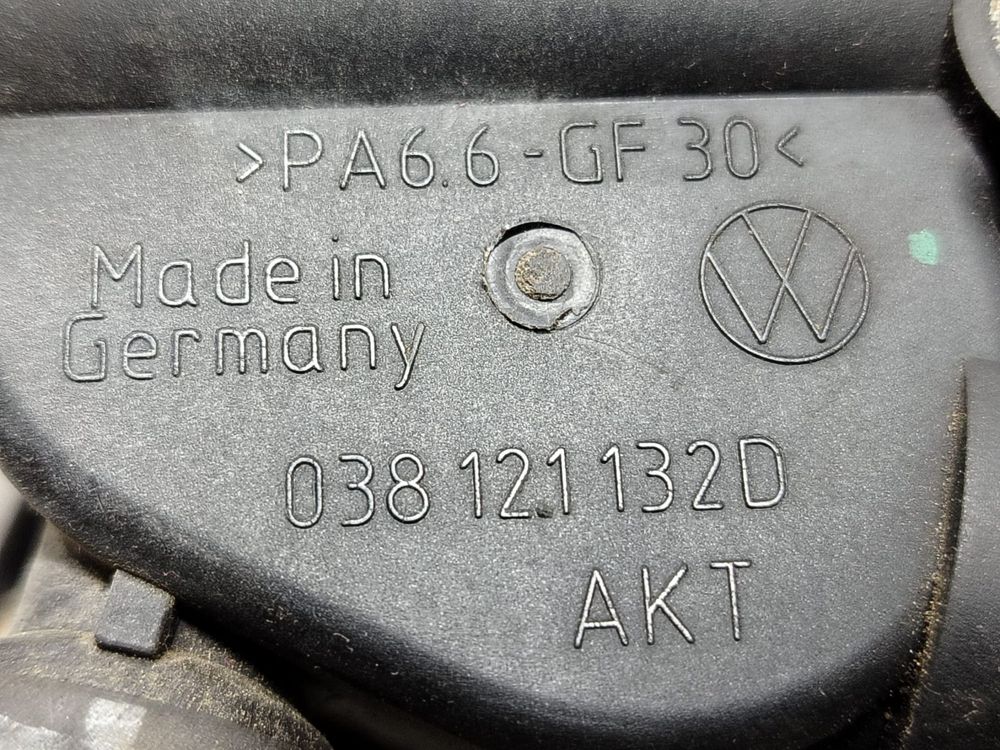 >PA6.6-GF30<
Made in
Germany
038 121 132D
AKT